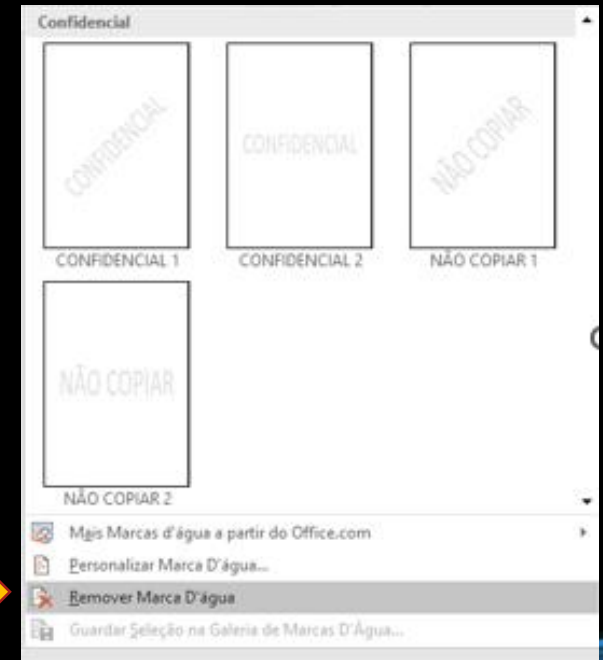 Confidencial
CONFIDENCIAL
CONFIDENCIAL
NÃO COPIAR
CONFIDENCIAL 1
CONFIDENCIAL 2
NÃO COPIAR 1
NÃO COPIAR
NÃO COPIAR 2
Mais Marcas d'água a partir do Office.com
Personalizar Marca D'água...
Remover Marca D'água
Guardar Seleção na Galeria de Marcas D'Água...